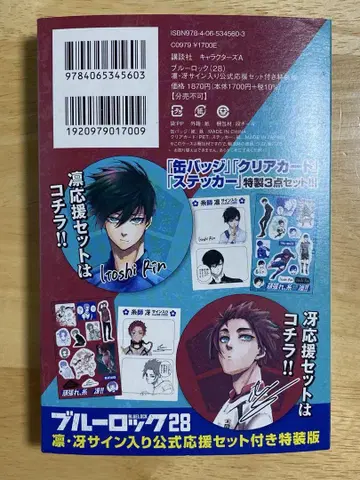 ISBN978-4-06-534560-3
C0979 ¥1700E
講談社 キャラクターズA
ブルーロック(28)
凛・冴サイン入り公式応援セット付き特装版
価格 1870円(本体1700円+税10%)
【分売不可】
9784065345603
1920979017009
『缶バッジ』『クリアカード』
『ステッカー』特製3点セット!!
凛応援セットは
コチラ!!
Itoshi Rin
糸師 凛
糸師 冴
冴応援セットは
コチラ!!
ブルーロック28
凛・冴サイン入り公式応援セット付き特装版